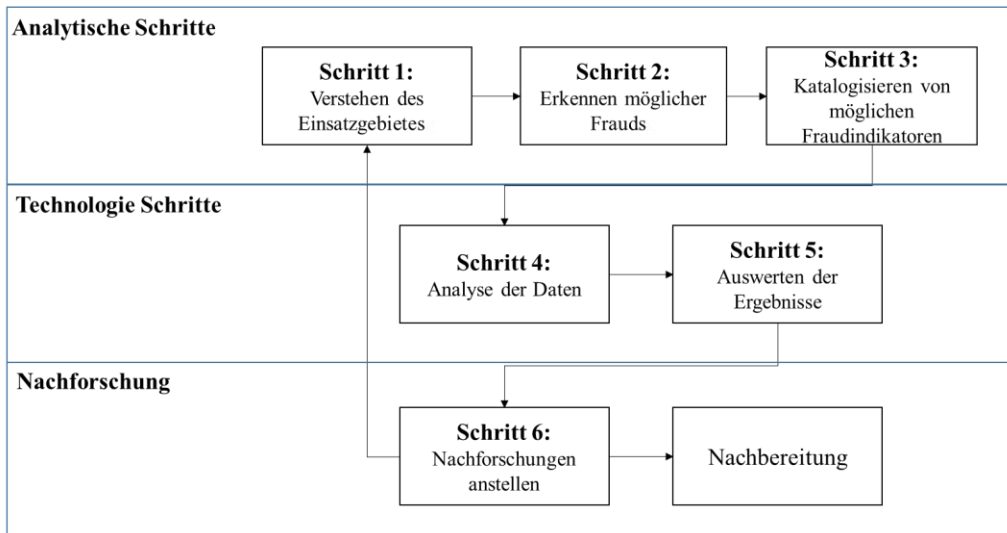 Analytische Schritte
Schritt 1:
Verstehen des
Einsatzgebietes
Schritt 2:
Erkennen möglicher
Frauds
Schritt 3:
Katalogisieren von
möglichen
Fraudindikatoren
Technologie Schritte
Schritt 4:
Analyse der Daten
Schritt 5:
Auswerten der
Ergebnisse
Nachforschung
Schritt 6:
Nachforschungen
anstellen
Nachbereitung